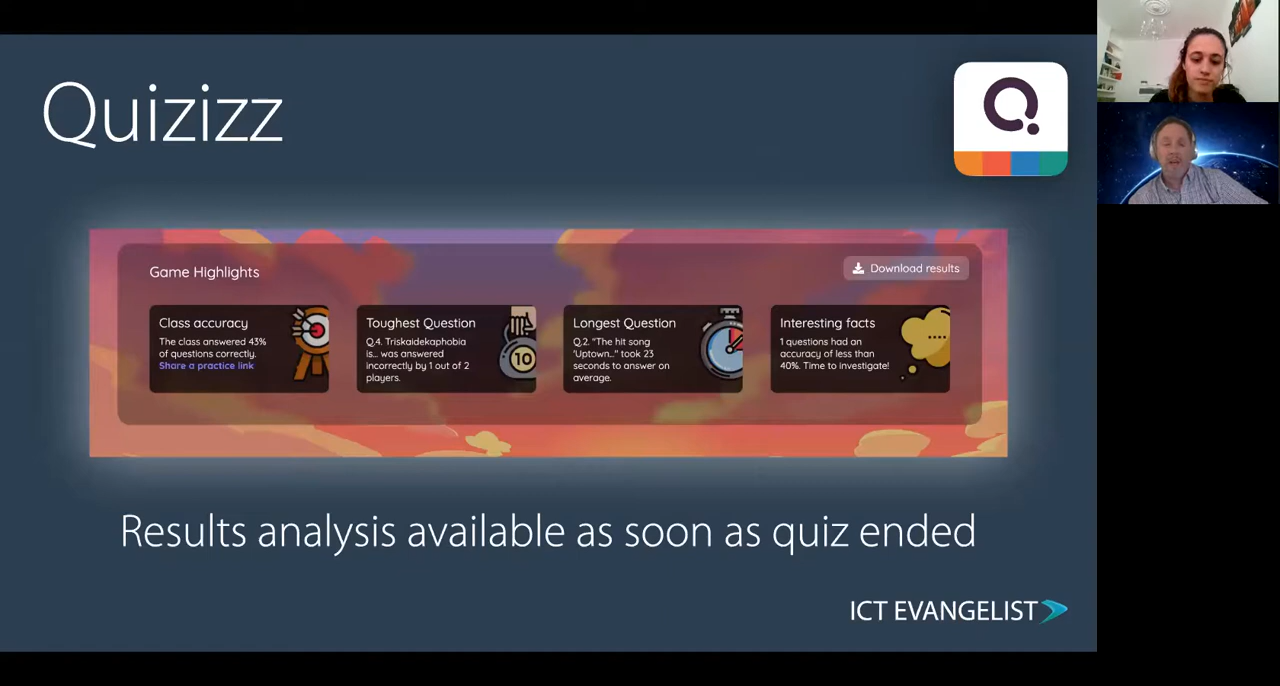 Quizizz
Game Highlights
Download results
Class accuracy
The class answered 43%
of questions correctly.
Share a practice link
Toughest Question
Q.4. Triskaidekaphobia
is... was answered
incorrectly by 1 out of 2
players.
10
Longest Question
Q.2. "The hit song
'Uptown..." took 23
seconds to answer on
average.
Interesting facts
1 questions had an
accuracy of less than
40%. Time to investigate!
Results analysis available as soon as quiz ended
ICT EVANGELIST